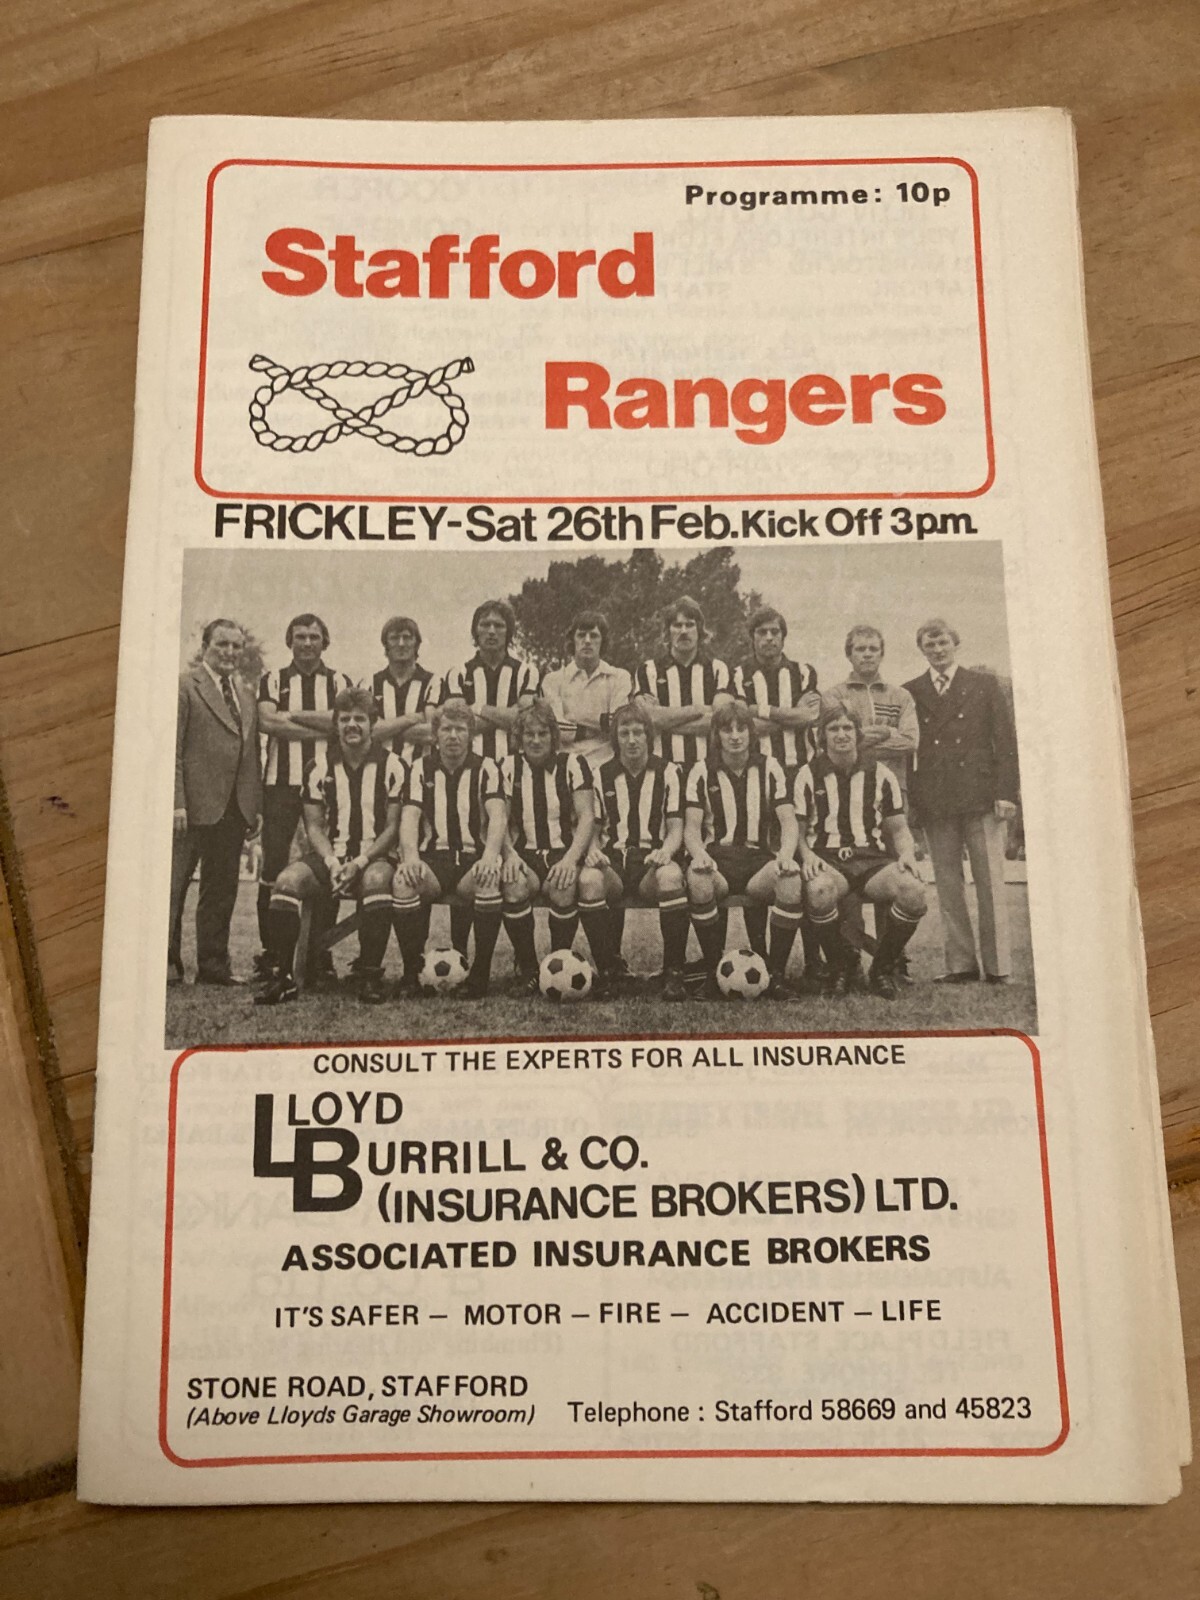 Programme: 10p
Stafford
Rangers
FRICKLEY-Sat 26th Feb. Kick Off 3p.m.
CONSULT THE EXPERTS FOR ALL INSURANCE
LLOYD
BURRILL & CO.
(INSURANCE BROKERS) LTD.
ASSOCIATED INSURANCE BROKERS
IT'S SAFER – MOTOR – FIRE – ACCIDENT – LIFE
STONE ROAD, STAFFORD
(Above Lloyds Garage Showroom) Telephone : Stafford 58669 and 45823